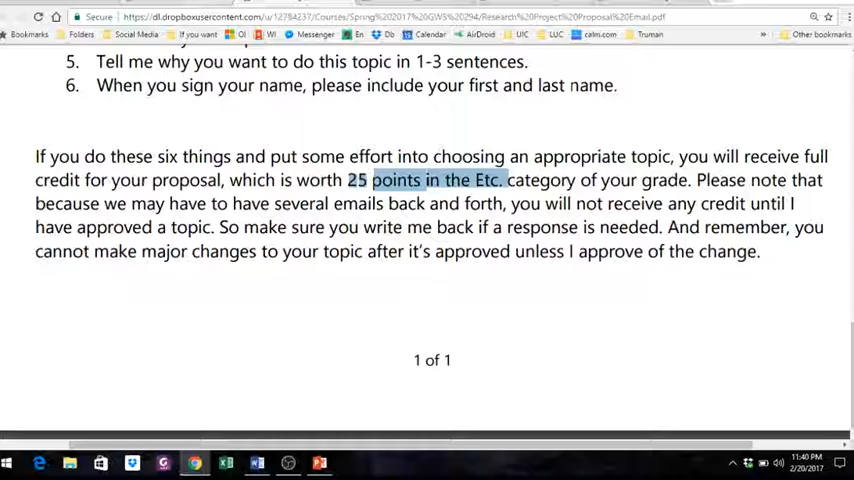 Secure https://dl.dropboxusercontent.com/u/12784237/Courses/Spring%202017%20GWS%20294/Research%20Project%20Proposal%20Email.pdf
Bookmarks Folders Social Media If you want OI WI Messenger En Db Calendar AirDroid UIC LUC calm.com Truman » Other bookmarks
5. Tell me why you want to do this topic in 1-3 sentences.
6. When you sign your name, please include your first and last name.
If you do these six things and put some effort into choosing an appropriate topic, you will receive full
credit for your proposal, which is worth 25 points in the Etc. category of your grade. Please note that
because we may have to have several emails back and forth, you will not receive any credit until I
have approved a topic. So make sure you write me back if a response is needed. And remember, you
cannot make major changes to your topic after it's approved unless I approve of the change.
1 of 1
11:40 PM
2/20/2017